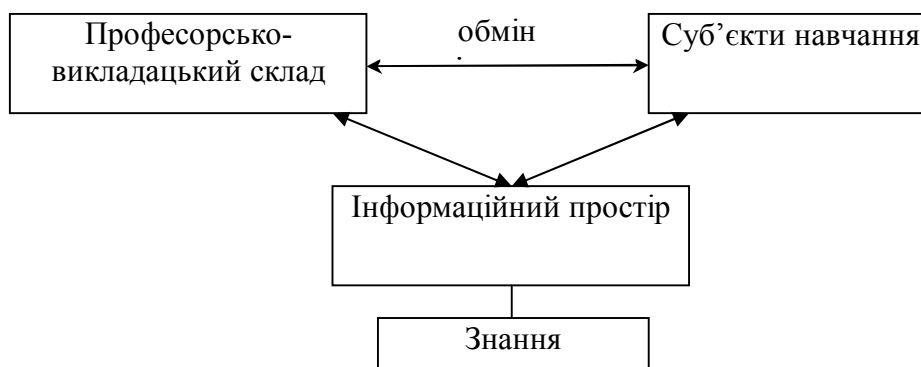 Професорсько-
викладацький склад
обмін
Суб’єкти навчання
Інформаційний простір
Знання